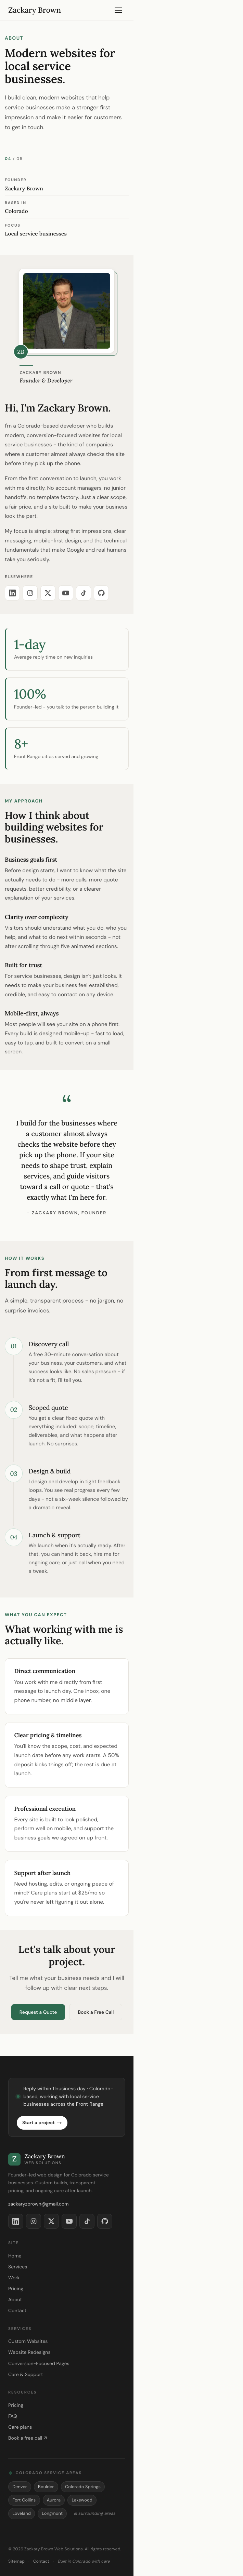 Zackary Brown
ABOUT
Modern websites for
local service
businesses.
I build clean, modern websites that help
service businesses make a stronger first
impression and make it easier for customers
to get in touch.
04 / 05
FOUNDER
Zackary Brown
BASED IN
Colorado
FOCUS
Local service businesses
ZB
ZACKARY BROWN
Founder & Developer
Hi, I'm Zackary Brown.
I'm a Colorado-based developer who builds
modern, conversion-focused websites for local
service businesses - the kind of companies
where a customer almost always checks the site
before they pick up the phone.
From the first conversation to launch, you work
with me directly. No account managers, no junior
handoffs, no template factory. Just a clear scope,
a fair price, and a site built to make your business
look the part.
My focus is simple: strong first impressions, clear
messaging, mobile-first design, and the technical
fundamentals that make Google and real humans
take you seriously.
ELSEWHERE
1-day
Average reply time on new inquiries
100%
Founder-led - you talk to the person building it
8+
Front Range cities served and growing
MY APPROACH
How I think about
building websites for
businesses.
Business goals first
Before design starts, I want to know what the site
actually needs to do - more calls, more quote
requests, better credibility, or a clearer
explanation of your services.
Clarity over complexity
Visitors should understand what you do, who you
help, and what to do next within seconds - not
after scrolling through five animated sections.
Built for trust
For service businesses, design isn't just looks. It
needs to make your business feel established,
credible, and easy to contact on any device.
Mobile-first, always
Most people will see your site on a phone first.
Every build is designed mobile-up - fast to load,
easy to tap, and built to convert on a small
screen.
“
I build for the businesses where
a customer almost always
checks the website before they
pick up the phone. If your site
needs to shape trust, explain
services, and guide visitors
toward a call or quote - that's
exactly what I'm here for.
- ZACKARY BROWN, FOUNDER
HOW IT WORKS
From first message to
launch day.
A simple, transparent process - no jargon, no
surprise invoices.
01
Discovery call
A free 30-minute conversation about
your business, your customers, and what
success looks like. No sales pressure - if
it's not a fit, I'll tell you.
02
Scoped quote
You get a clear, fixed quote with
everything included: scope, timeline,
deliverables, and what happens after
launch. No surprises.
03
Design & build
I design and develop in tight feedback
loops. You see real progress every few
days - not a six-week silence followed by
a dramatic reveal.
04
Launch & support
We launch when it's actually ready. After
that, you can hand it back, hire me for
ongoing care, or just call when you need
a tweak.
WHAT YOU CAN EXPECT
What working with me is
actually like.
Direct communication
You work with me directly from first
message to launch day. One inbox, one
phone number, no middle layer.
Clear pricing & timelines
You'll know the scope, cost, and expected
launch date before any work starts. A 50%
deposit kicks things off; the rest is due at
launch.
Professional execution
Every site is built to look polished,
perform well on mobile, and support the
business goals we agreed on up front.
Support after launch
Need hosting, edits, or ongoing peace of
mind? Care plans start at $25/mo so
you're never left figuring it out alone.
Let's talk about your
project.
Tell me what your business needs and I will
follow up with clear next steps.
Request a Quote
Book a Free Call
Reply within 1 business day · Colorado-
based, working with local service
businesses across the Front Range
Start a project →
Z
Zackary Brown
WEB SOLUTIONS
Founder-led web design for Colorado service
businesses. Custom builds, transparent
pricing, and ongoing care after launch.
zackaryzbrown@gmail.com
SITE
Home
Services
Work
Pricing
About
Contact
SERVICES
Custom Websites
Website Redesigns
Conversion-Focused Pages
Care & Support
RESOURCES
Pricing
FAQ
Care plans
Book a free call ↗
COLORADO SERVICE AREAS
Denver
Boulder
Colorado Springs
Fort Collins
Aurora
Lakewood
Loveland
Longmont
& surrounding areas
© 2026 Zackary Brown Web Solutions. All rights reserved.
Sitemap
Contact
Built in Colorado with care